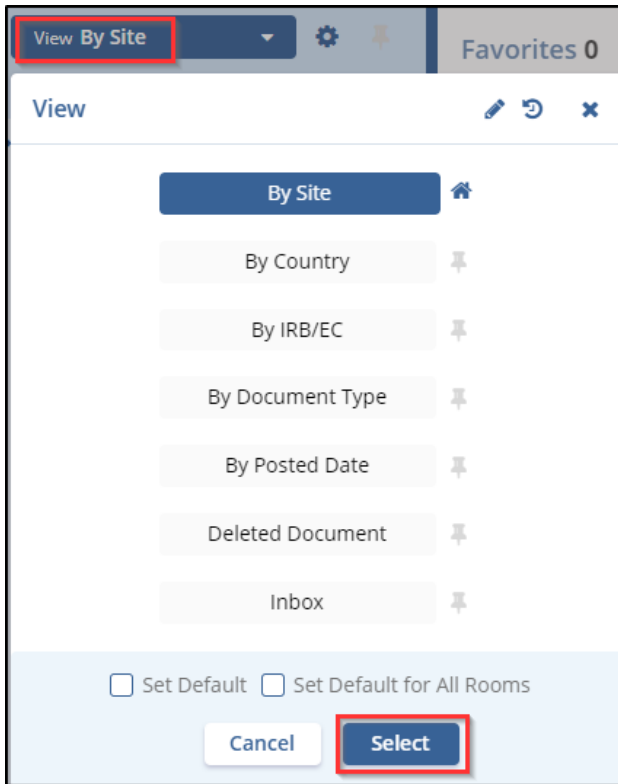 View By Site
Favorites 0
View
By Site
By Country
By IRB/EC
By Document Type
By Posted Date
Deleted Document
Inbox
Set Default Set Default for All Rooms
Cancel Select